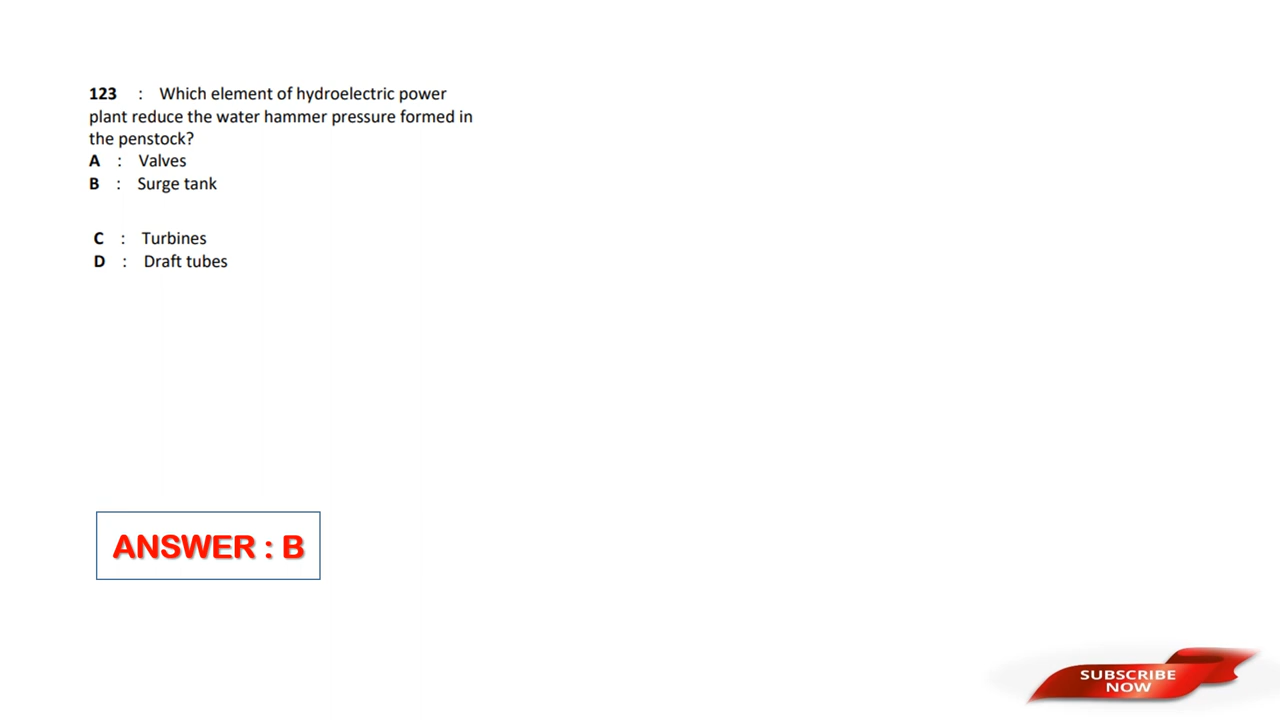 123 : Which element of hydroelectric power
plant reduce the water hammer pressure formed in
the penstock?
A : Valves
B : Surge tank
C : Turbines
D : Draft tubes
ANSWER : B
SUBSCRIBE
NOW